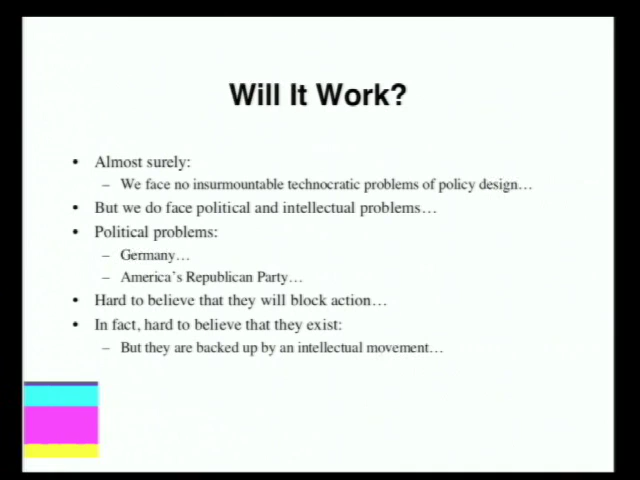 Will It Work?
• Almost surely:
– We face no insurmountable technocratic problems of policy design…
• But we do face political and intellectual problems…
• Political problems:
– Germany…
– America's Republican Party…
• Hard to believe that they will block action…
• In fact, hard to believe that they exist:
– But they are backed up by an intellectual movement…